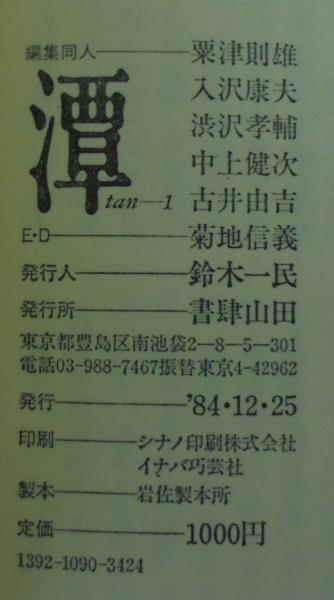 編集同人――粟津則雄
入沢康夫
渋沢孝輔
中上健次
古井由吉
潭
tan—1
E・D――菊地信義
発行人――鈴木一民
発行所――書肆山田
東京都豊島区南池袋2―8―5―301
電話03-988-7467振替東京4-42962
発行――'84・12・25
印刷――シナノ印刷株式会社
イナバ巧芸社
製本――岩佐製本所
定価――1000円
1392-1090-3424